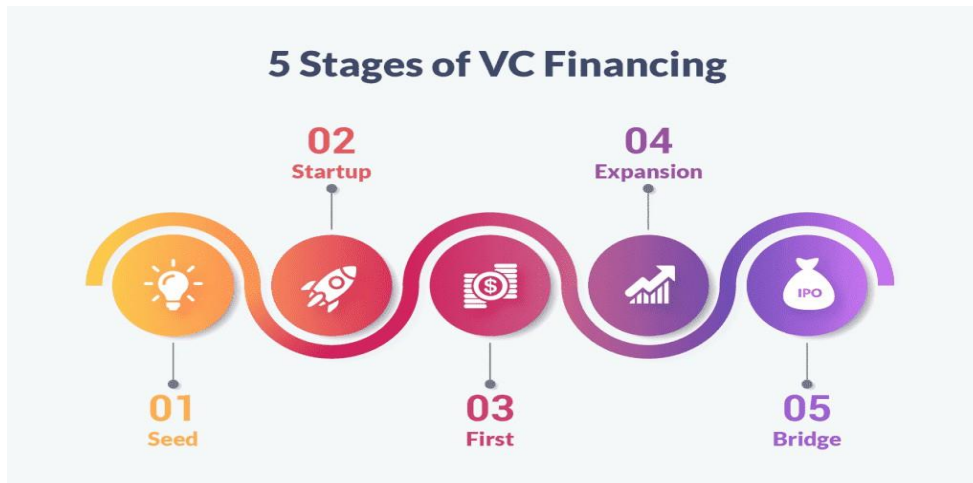 5 Stages of VC Financing
01
Seed
02
Startup
$
03
First
04
Expansion
IPO
05
Bridge